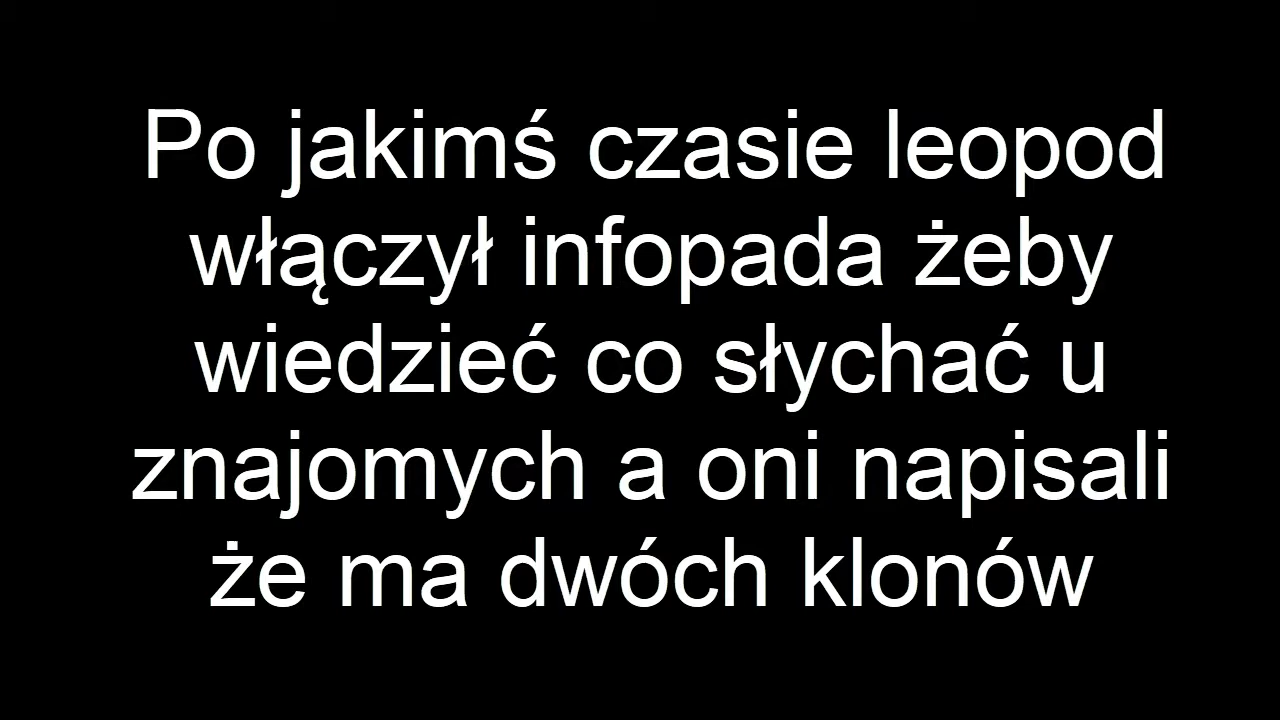 Po jakimś czasie leopod
włączył infopada żeby
wiedzieć co słychać u
znajomych a oni napisali
że ma dwóch klonów